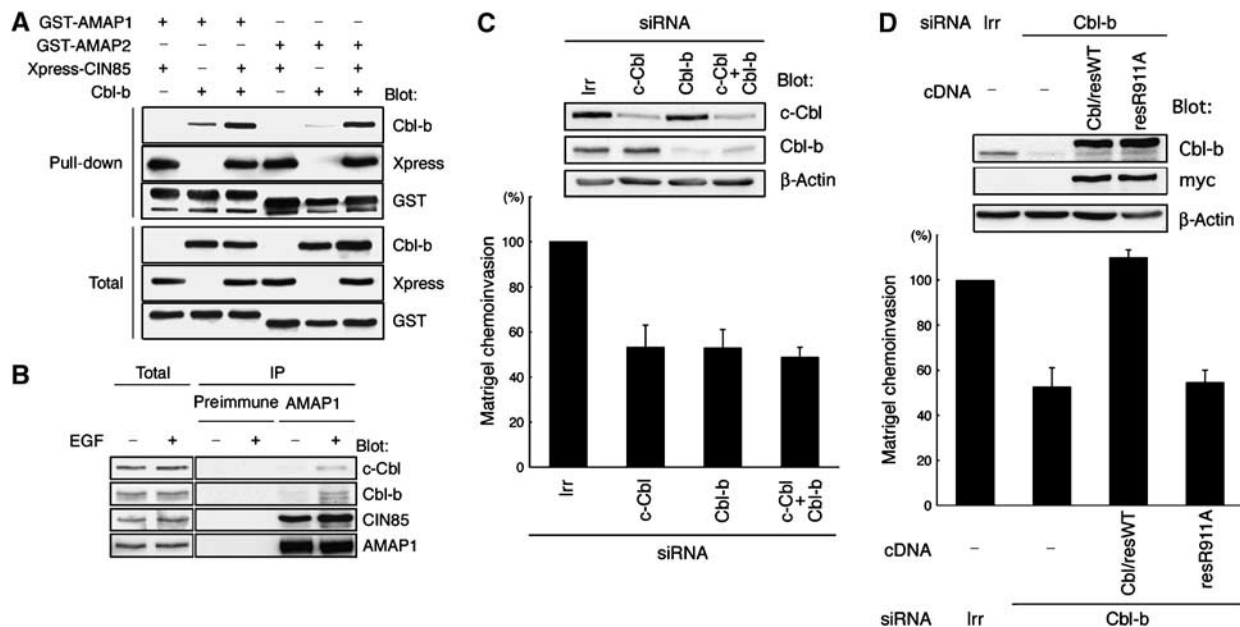 A
GST-AMAP1 + + + – – –
GST-AMAP2 – – – + + +
Xpress-CIN85 + – + + – +
Cbl-b – + + – + + Blot:
Pull-down
Cbl-b
Xpress
GST
Total
Cbl-b
Xpress
GST
B
Total IP
Preimmune AMAP1
EGF – + – + – + Blot:
c-Cbl
Cbl-b
CIN85
AMAP1
C
siRNA
Irr
c-Cbl
Cbl-b
c-Cbl + Cbl-b
Blot:
c-Cbl
Cbl-b
β-Actin
(%)
Matrigel chemoinvasion
100
80
60
40
20
0
Irr
c-Cbl
Cbl-b
c-Cbl + Cbl-b
siRNA
D
siRNA Irr Cbl-b
cDNA – – Cbl/resWT resR911A
Blot:
Cbl-b
myc
β-Actin
(%)
Matrigel chemoinvasion
120
100
80
60
40
20
0
cDNA – – Cbl/resWT resR911A
siRNA Irr Cbl-b